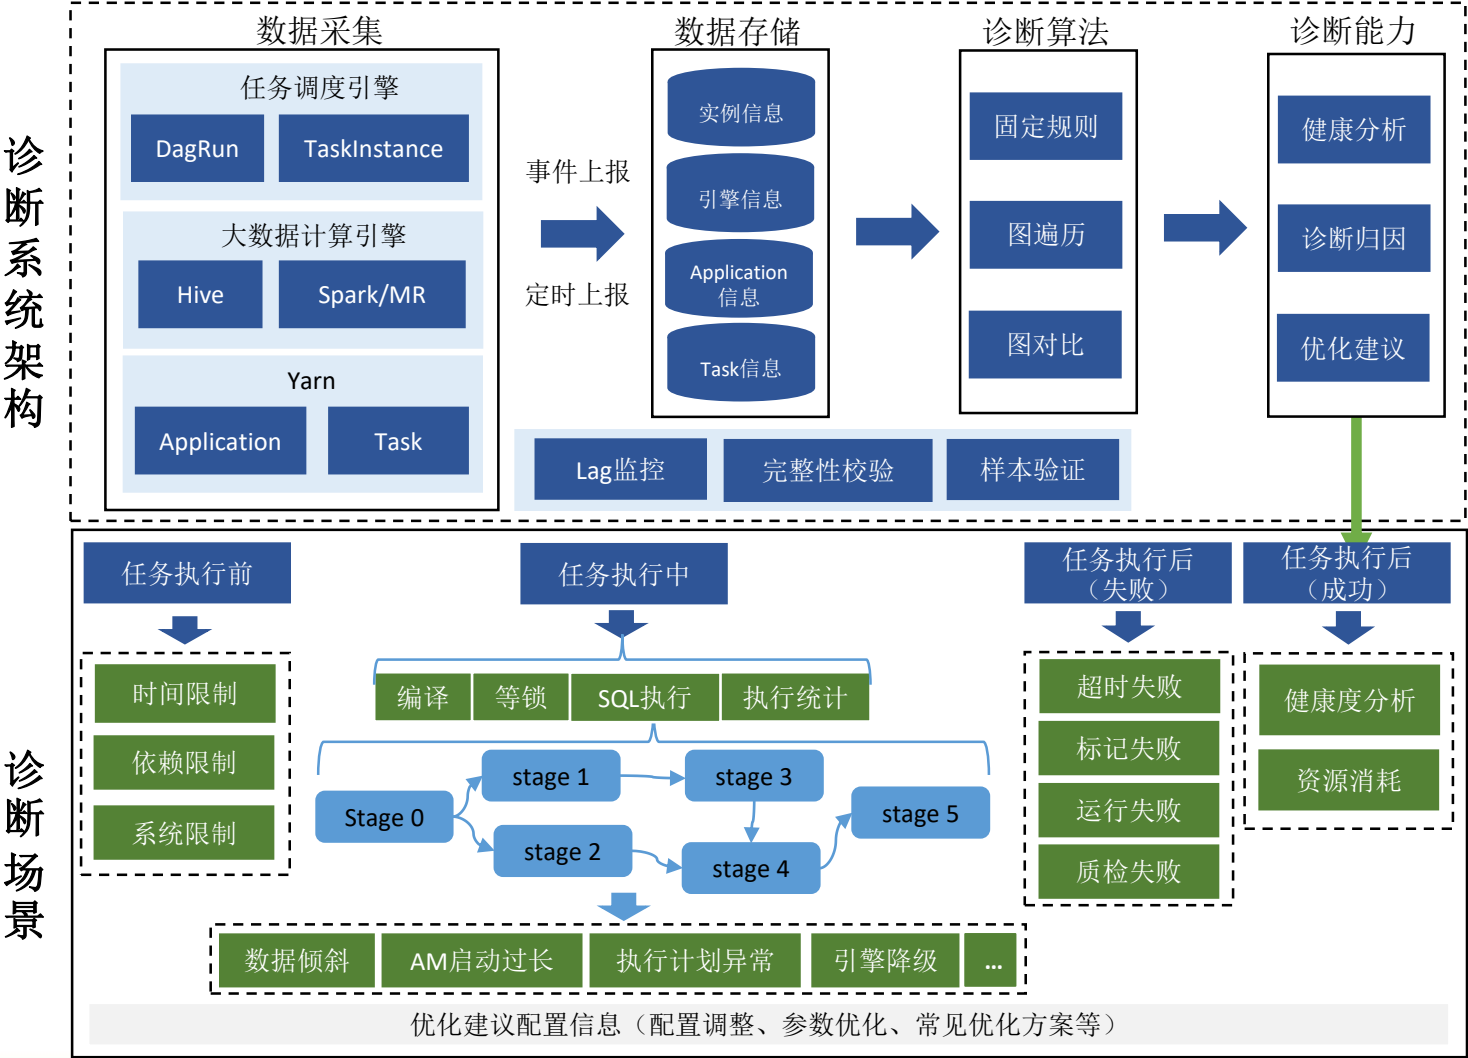 诊断系统架构
数据采集
数据存储
诊断算法
诊断能力
任务调度引擎
DagRun
TaskInstance
大数据计算引擎
Hive
Spark/MR
Yarn
Application
Task
事件上报
定时上报
实例信息
引擎信息
Application
信息
Task信息
固定规则
图遍历
图对比
健康分析
诊断归因
优化建议
Lag监控
完整性校验
样本验证
诊断场景
任务执行前
任务执行中
任务执行后
（失败）
任务执行后
（成功）
时间限制
依赖限制
系统限制
编译
等锁
SQL执行
执行统计
Stage 0
stage 1
stage 2
stage 3
stage 4
stage 5
超时失败
标记失败
运行失败
质检失败
健康度分析
资源消耗
数据倾斜
AM启动过长
执行计划异常
引擎降级
...
优化建议配置信息（配置调整、参数优化、常见优化方案等）